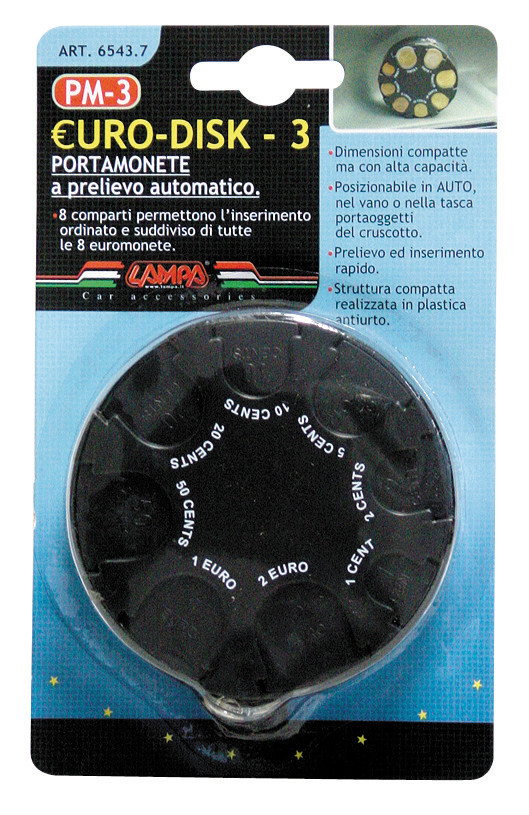 ART. 6543.7
PM-3
€URO-DISK - 3
PORTAMONETE
a prelievo automatico.
•8 comparti permettono l'inserimento
ordinato e suddiviso di tutte
le 8 euromonete.
LAMPA
www.lampa.it
Car accessories
•Dimensioni compatte
ma con alta capacità.
•Posizionabile in AUTO,
nel vano o nella tasca
portaoggetti
del cruscotto.
•Prelievo ed inserimento
rapido.
•Struttura compatta
realizzata in plastica
antiurto.
10 CENTS
5 CENTS
2 CENTS
1 CENT
2 EURO
1 EURO
50 CENTS
20 CENTS